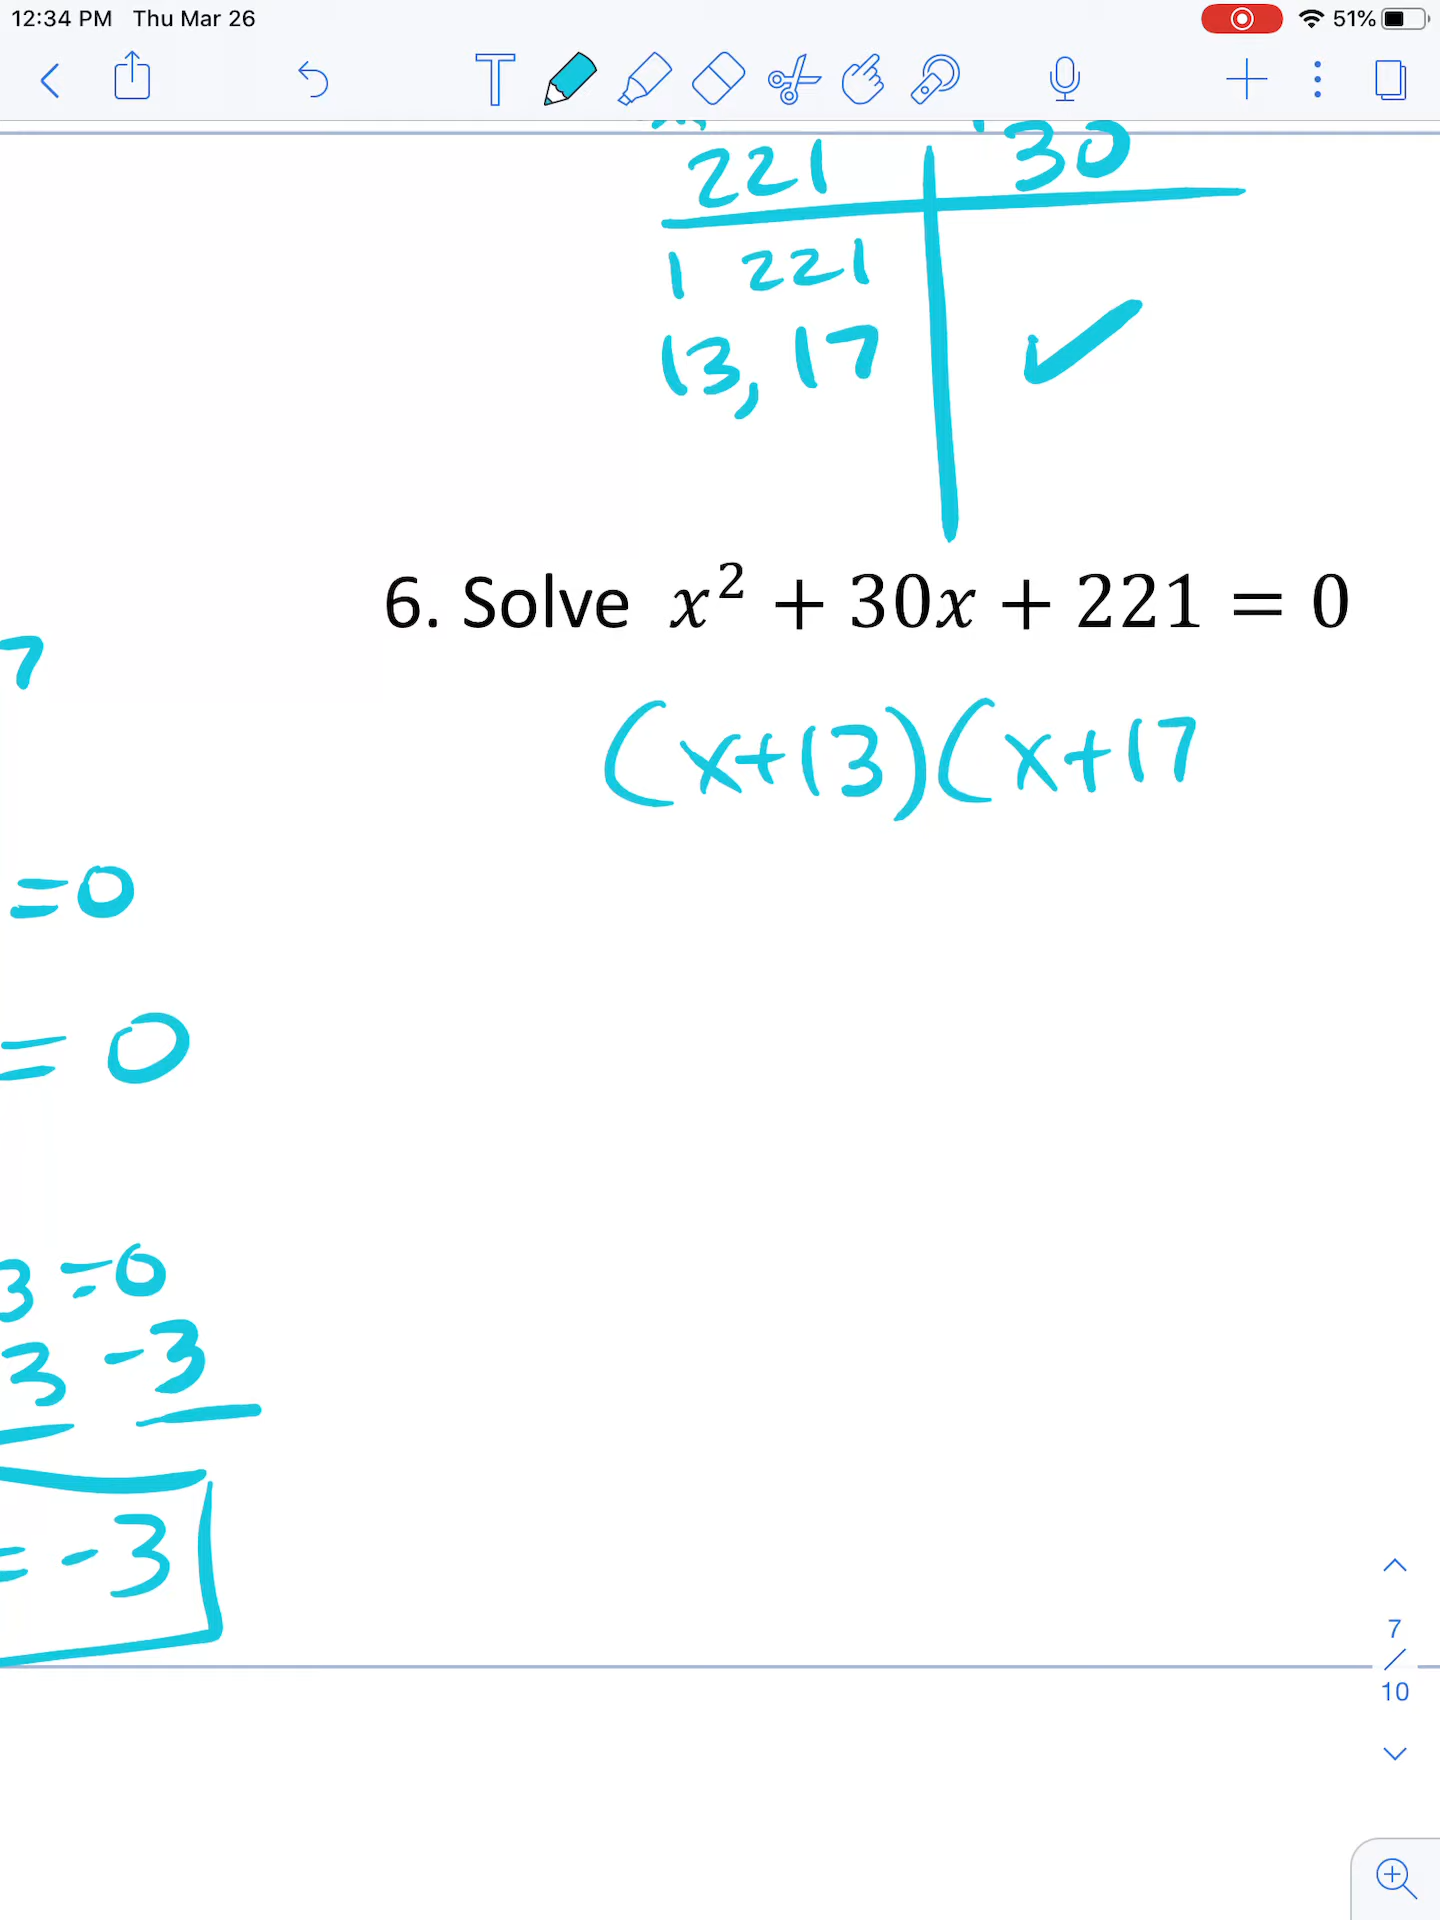 12:34 PM Thu Mar 26 51%
T
221 30
1 221
13, 17 ✓
6. Solve x² + 30x + 221 = 0
7
(x+13)(x+17
=0
= 0
3 =0
3 -3
= -3
7
/
10